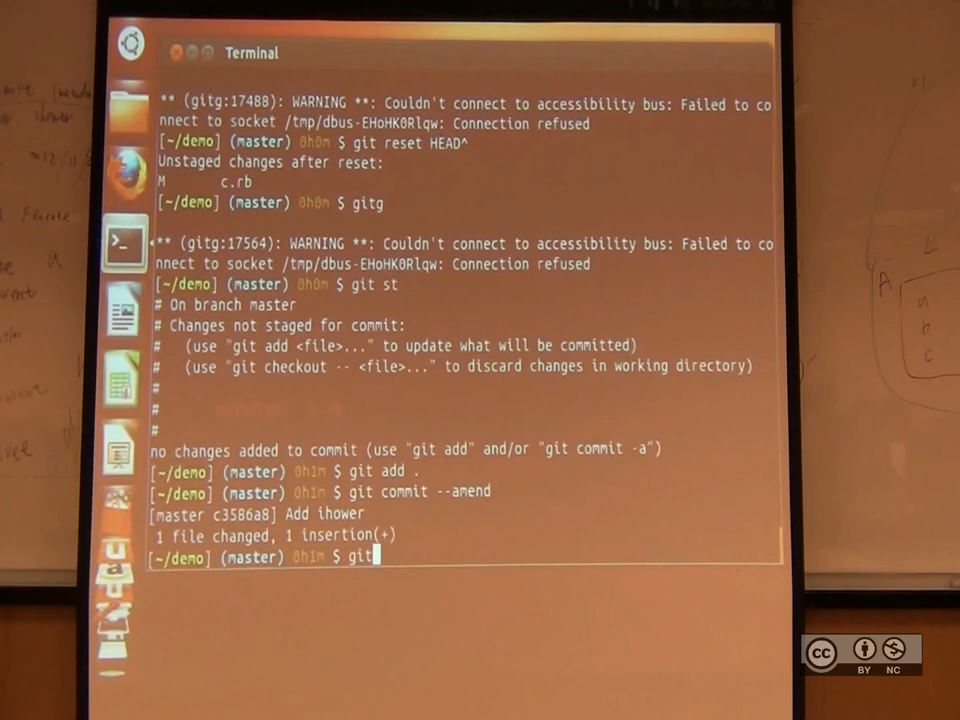 Terminal
** (gitg:17488): WARNING **: Couldn't connect to accessibility bus: Failed to co
nnect to socket /tmp/dbus-EHoHK0Rlqw: Connection refused
[~/demo] (master) 0h0m $ git reset HEAD^
Unstaged changes after reset:
M c.rb
[~/demo] (master) 0h0m $ gitg
** (gitg:17564): WARNING **: Couldn't connect to accessibility bus: Failed to co
nnect to socket /tmp/dbus-EHoHK0Rlqw: Connection refused
[~/demo] (master) 0h0m $ git st
# On branch master
# Changes not staged for commit:
# (use "git add <file>..." to update what will be committed)
# (use "git checkout -- <file>..." to discard changes in working directory)
#
#
#
no changes added to commit (use "git add" and/or "git commit -a")
[~/demo] (master) 0h1m $ git add .
[~/demo] (master) 0h1m $ git commit --amend
[master c3586a8] Add ihower
1 file changed, 1 insertion(+)
[~/demo] (master) 0h1m $ git
A
a
b
c
cc
BY NC